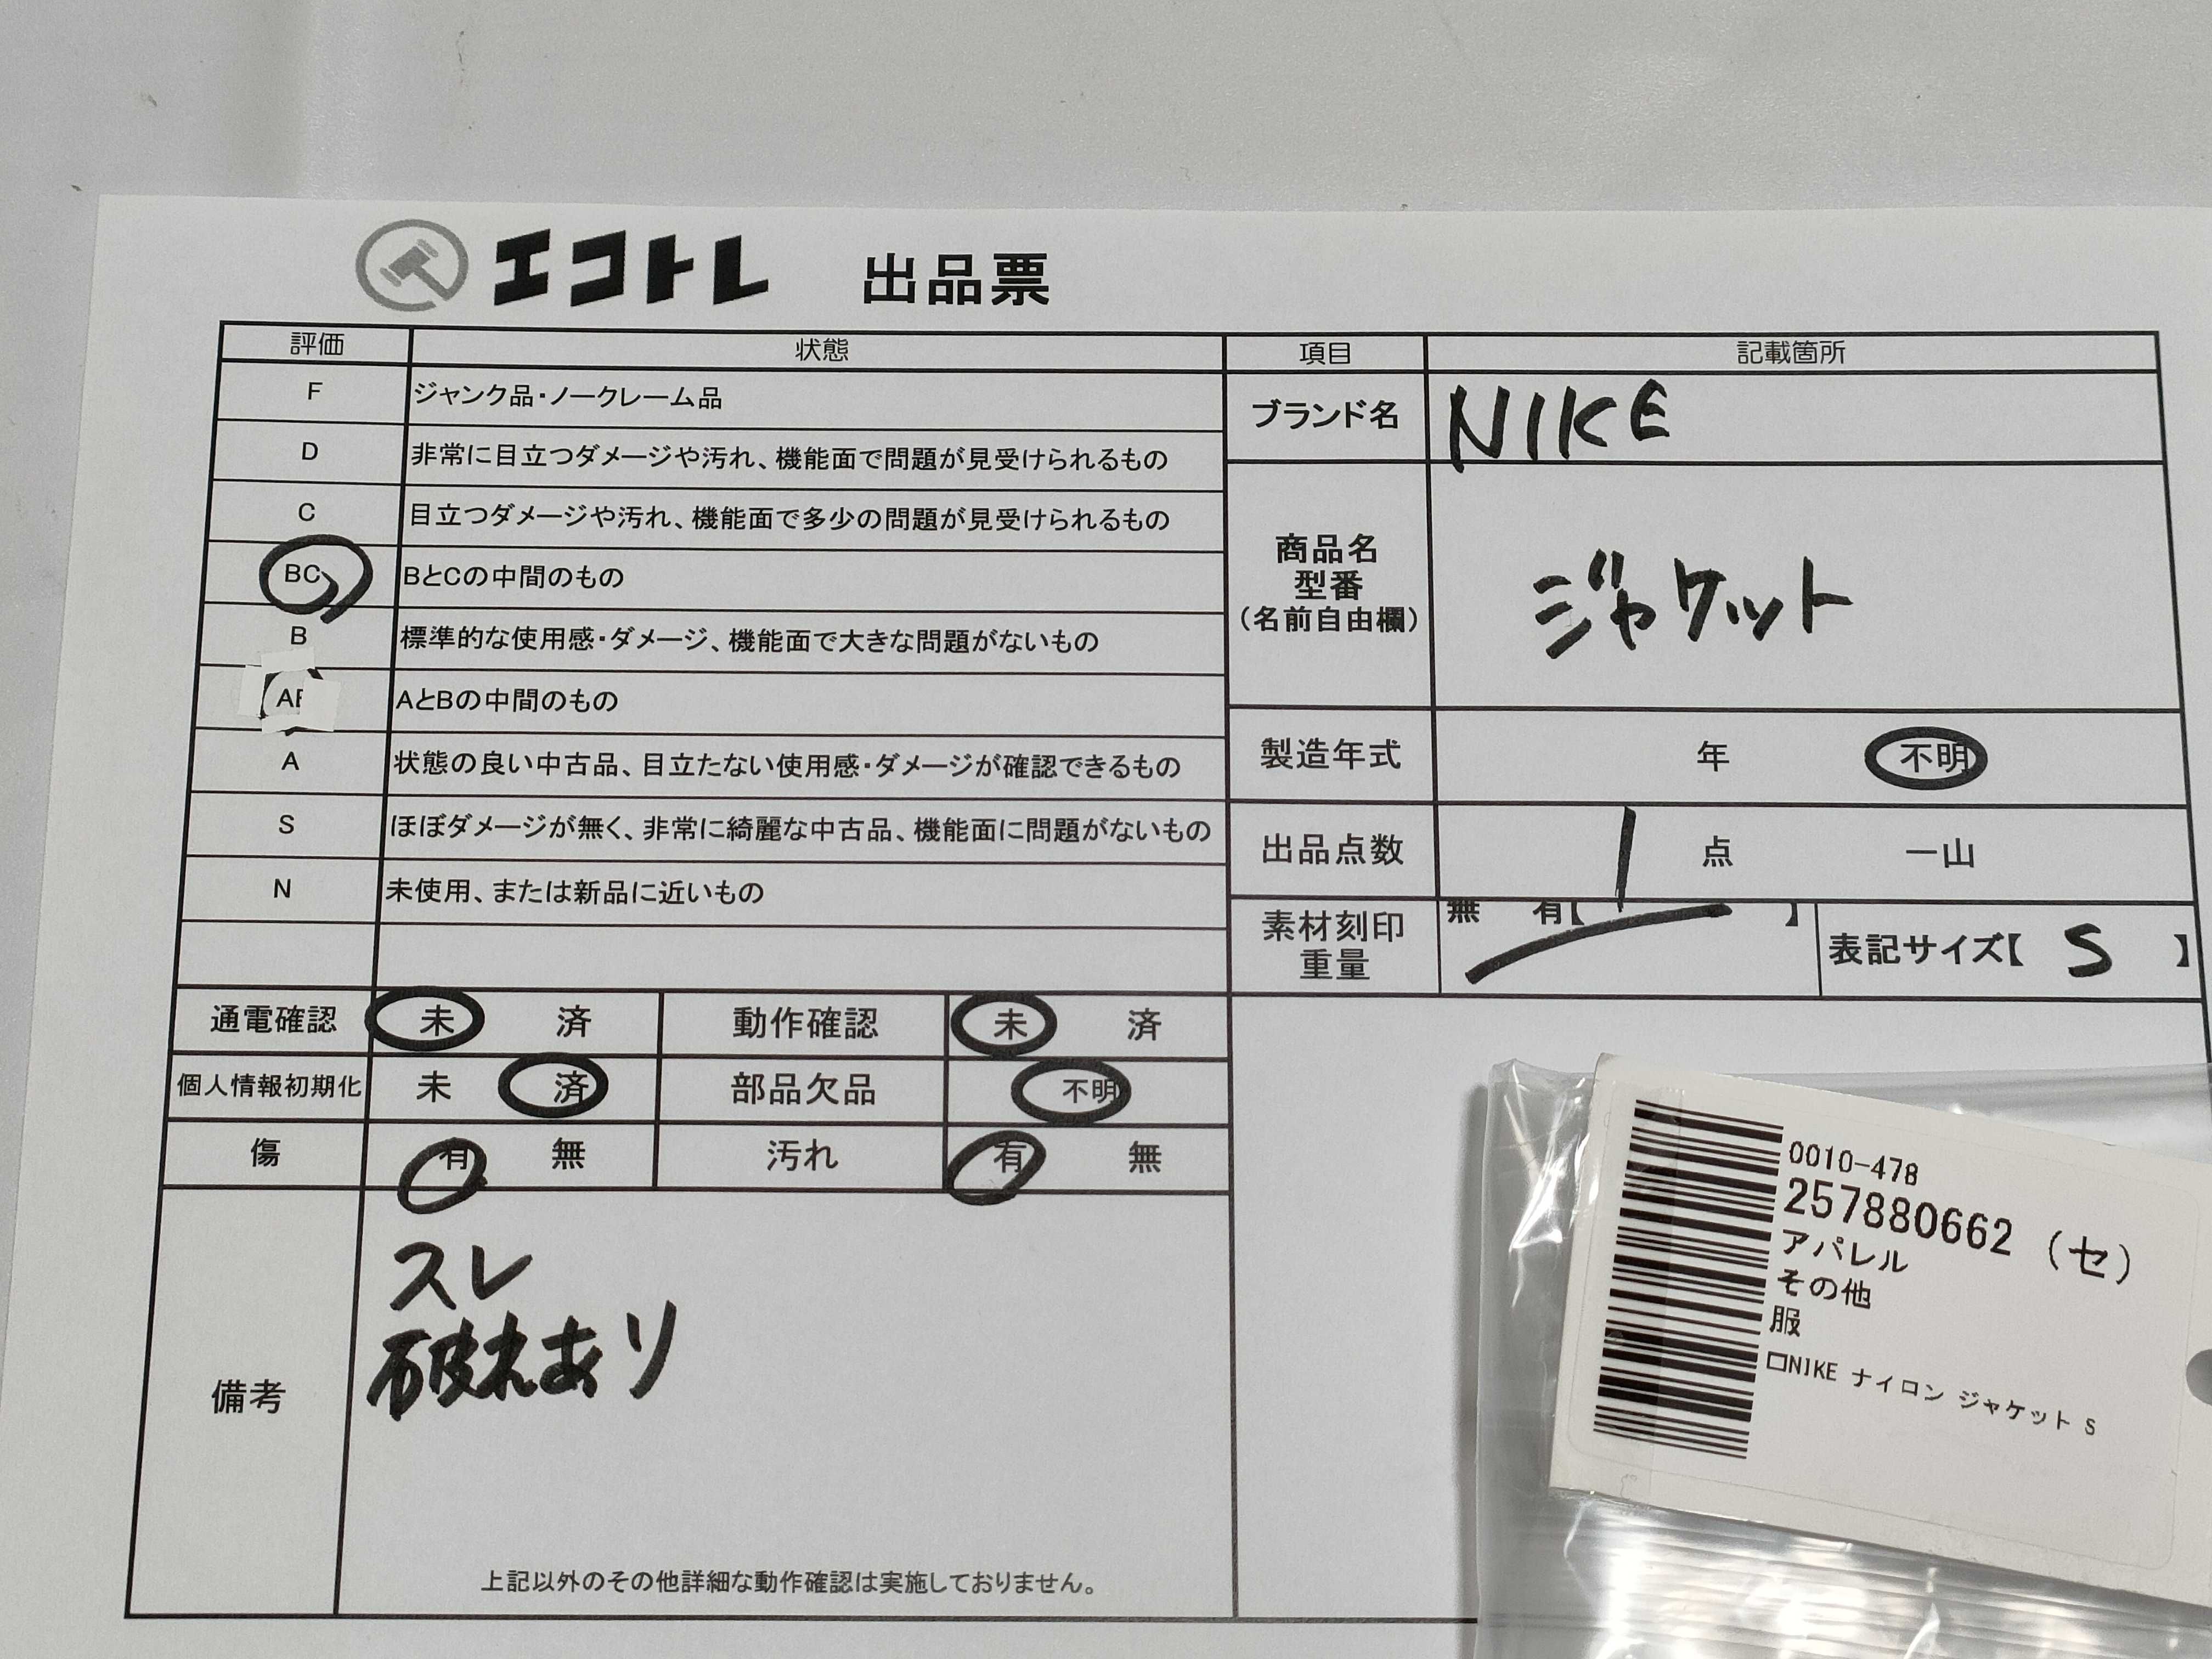 エコトレ 出品票
評価 状態
F ジャンク品・ノークレーム品
D 非常に目立つダメージや汚れ、機能面で問題が見受けられるもの
C 目立つダメージや汚れ、機能面で多少の問題が見受けられるもの
BC BとCの中間のもの
B 標準的な使用感・ダメージ、機能面で大きな問題がないもの
AとBの中間のもの
A 状態の良い中古品、目立たない使用感・ダメージが確認できるもの
S ほぼダメージが無く、非常に綺麗な中古品、機能面に問題がないもの
N 未使用、または新品に近いもの
項目 記載箇所
ブランド名 NIKE
商品名
型番
(名前自由欄)
ジャケット
製造年式 年 不明
出品点数 1 点 一山
素材刻印
重量
無 有【 】
表記サイズ【 S 】
通電確認 未 済 動作確認 未 済
個人情報初期化 未 済 部品欠品 不明
傷 有 無 汚れ 有 無
備考
スレ
破れあり
上記以外のその他詳細な動作確認は実施しておりません。
0010-478
257880662 (セ)
アパレル
その他
服
□NIKE ナイロン ジャケット S